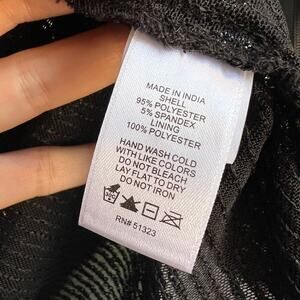 MADE IN INDIA
SHELL
95% POLYESTER
5% SPANDEX
LINING
100% POLYESTER
HAND WASH COLD
WITH LIKE COLORS
DO NOT BLEACH
LAY FLAT TO DRY
DO NOT IRON
RN# 51323